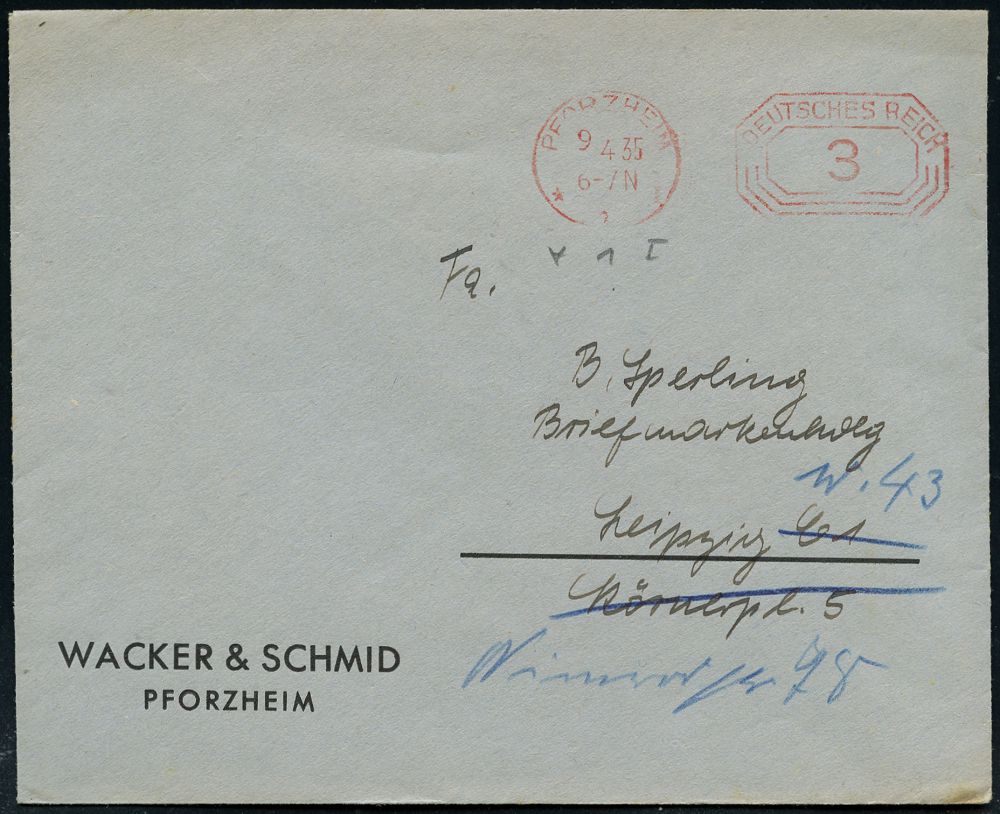 PFORZHEIM
9.4.35
6-7N
DEUTSCHES REICH
3
Fa.
B. Sperling
Briefmarkenhdlg
W. 43
Leipzig C1
Körnerpl. 5
WACKER & SCHMID
PFORZHEIM
98